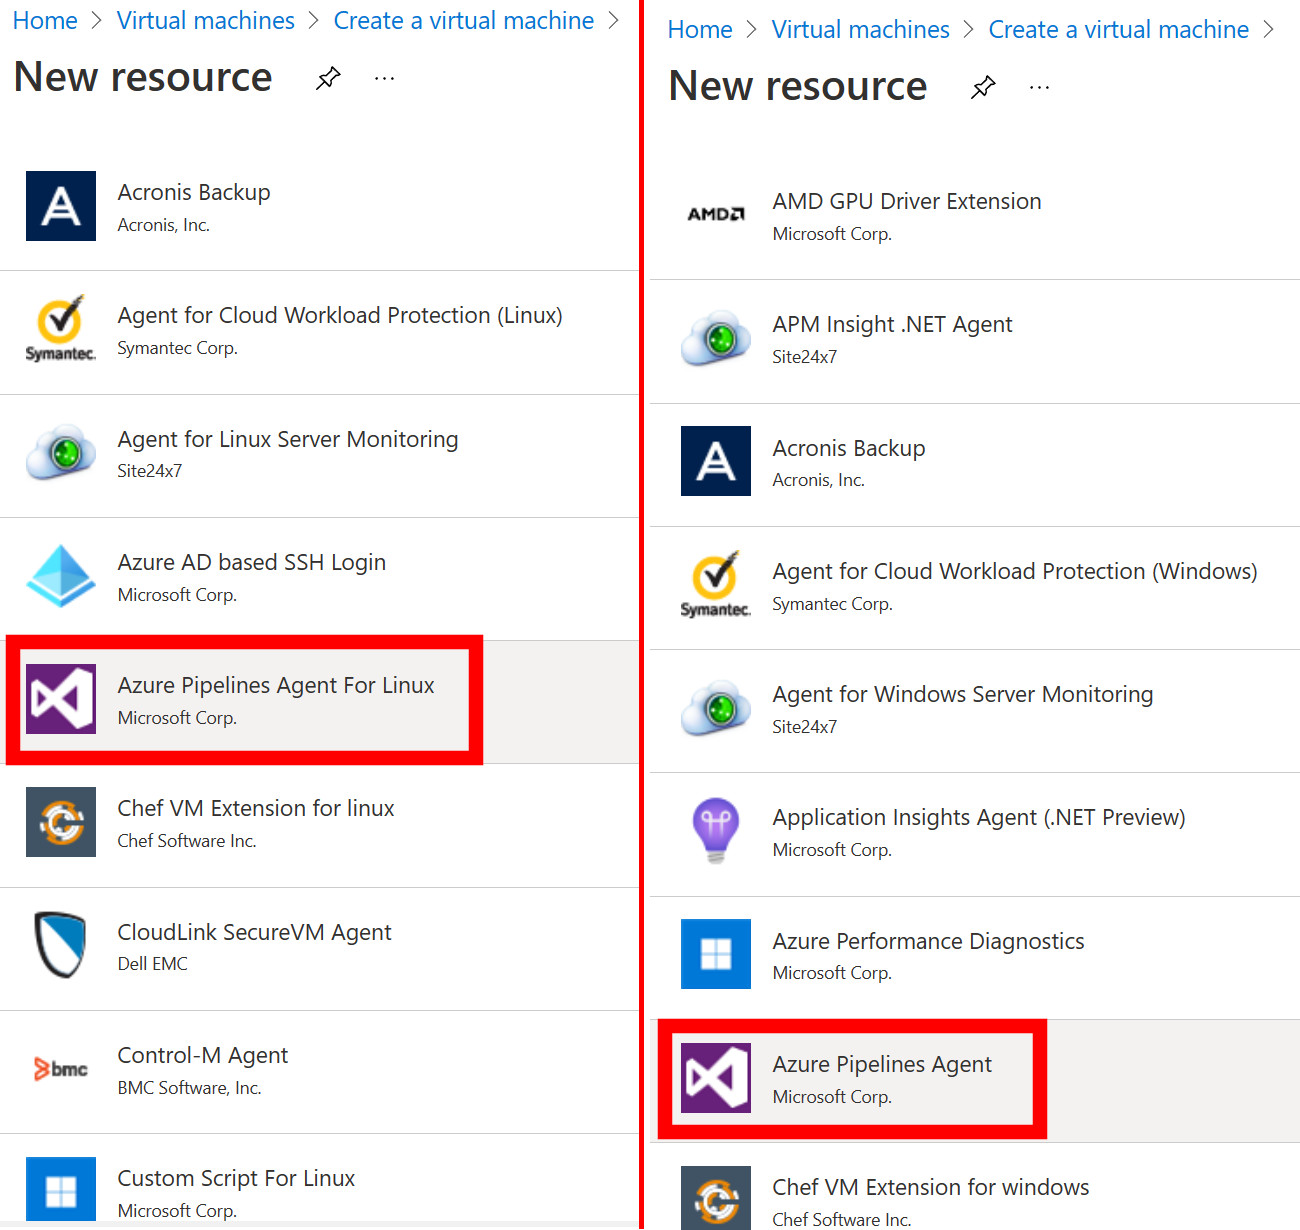 Home > Virtual machines > Create a virtual machine >
New resource
Acronis Backup
Acronis, Inc.
Symantec.
Agent for Cloud Workload Protection (Linux)
Symantec Corp.
Agent for Linux Server Monitoring
Site24x7
Azure AD based SSH Login
Microsoft Corp.
Azure Pipelines Agent For Linux
Microsoft Corp.
Chef VM Extension for linux
Chef Software Inc.
CloudLink SecureVM Agent
Dell EMC
bmc
Control-M Agent
BMC Software, Inc.
Custom Script For Linux
Microsoft Corp.
Home > Virtual machines > Create a virtual machine >
New resource
AMD
AMD GPU Driver Extension
Microsoft Corp.
APM Insight .NET Agent
Site24x7
Acronis Backup
Acronis, Inc.
Symantec.
Agent for Cloud Workload Protection (Windows)
Symantec Corp.
Agent for Windows Server Monitoring
Site24x7
Application Insights Agent (.NET Preview)
Microsoft Corp.
Azure Performance Diagnostics
Microsoft Corp.
Azure Pipelines Agent
Microsoft Corp.
Chef VM Extension for windows
Chef Software Inc.